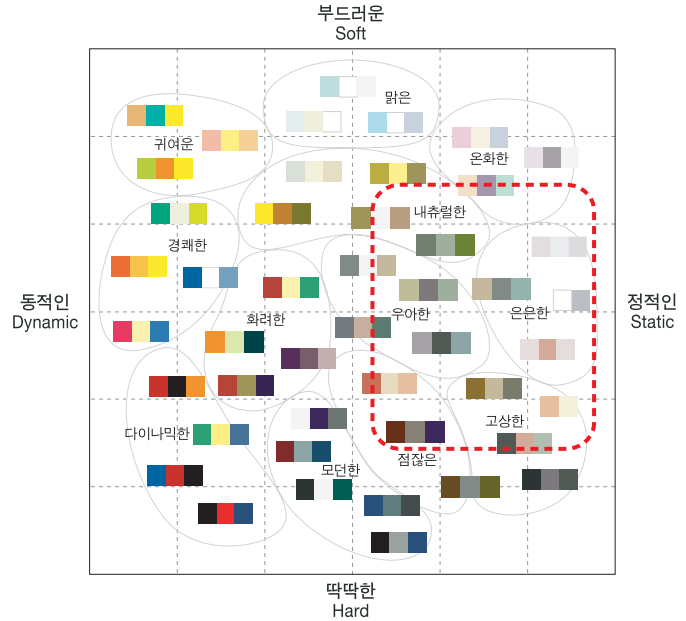 부드러운
Soft
맑은
귀여운
온화한
내츄럴한
경쾌한
동적인
Dynamic
정적인
Static
화려한
우아한
은은한
다이나믹한
고상한
점잖은
모던한
딱딱한
Hard